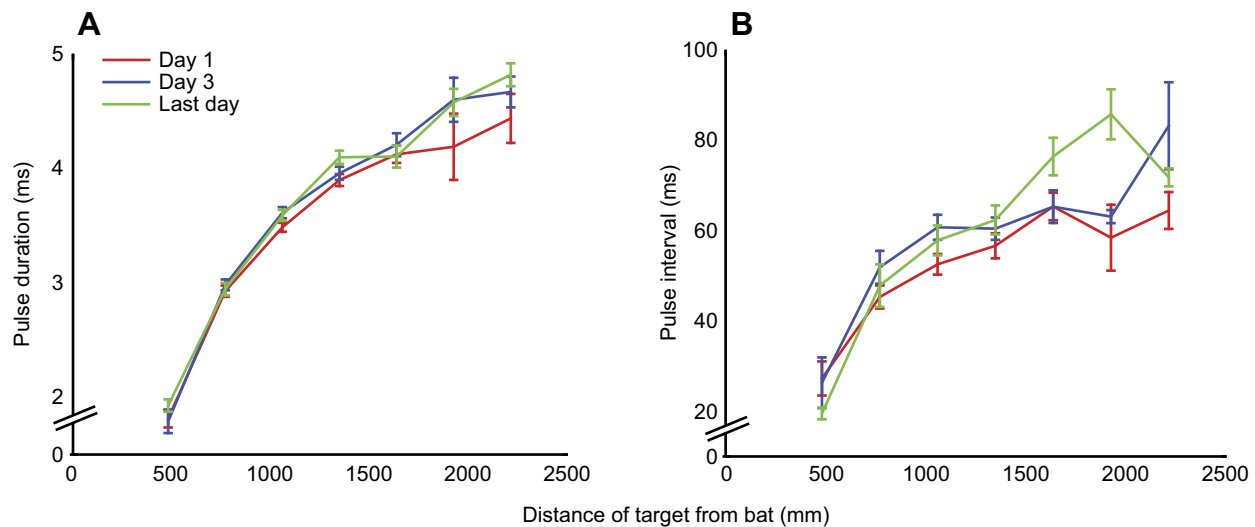 A
B
Day 1
Day 3
Last day
Pulse duration (ms)
5
4
3
2
0
0
500
1000
1500
2000
2500
Pulse interval (ms)
100
80
60
40
20
0
0
500
1000
1500
2000
2500
Distance of target from bat (mm)